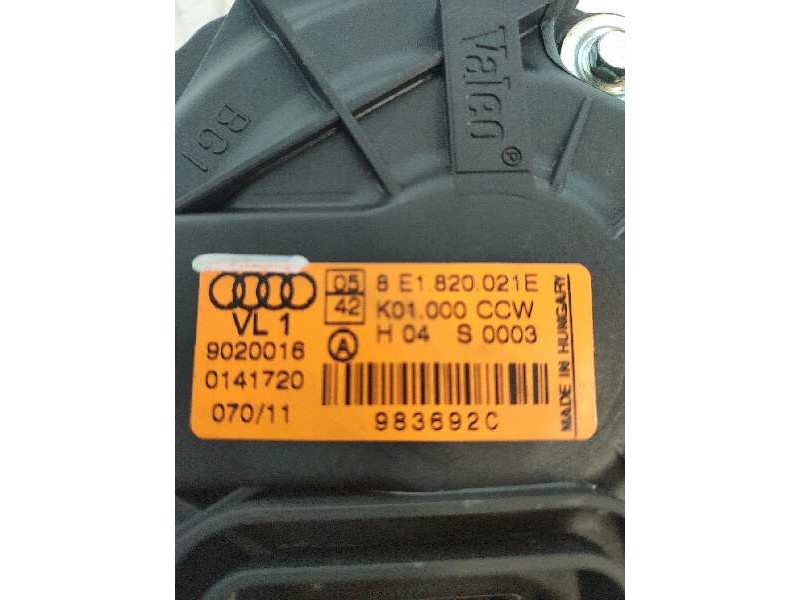 Valeo
P
BG1
05 8 E1.820.021E
42 K01.000 CCW
VL 1
H 04 S 0003
9020016
A
0141720
070/11
983692C
MADE IN HUNGARY